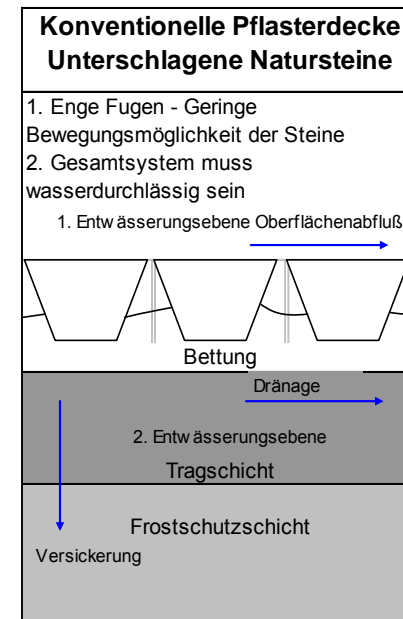 Konventionelle Pflasterdecke
Unterschlagene Natursteine
1. Enge Fugen - Geringe
Bewegungsmöglichkeit der Steine
2. Gesamtsystem muss
wasserdurchlässig sein
1. Entw ässerungsebene Oberflächenabfluß
Bettung
Dränage
2. Entw ässerungsebene
Tragschicht
Frostschutzschicht
Versickerung